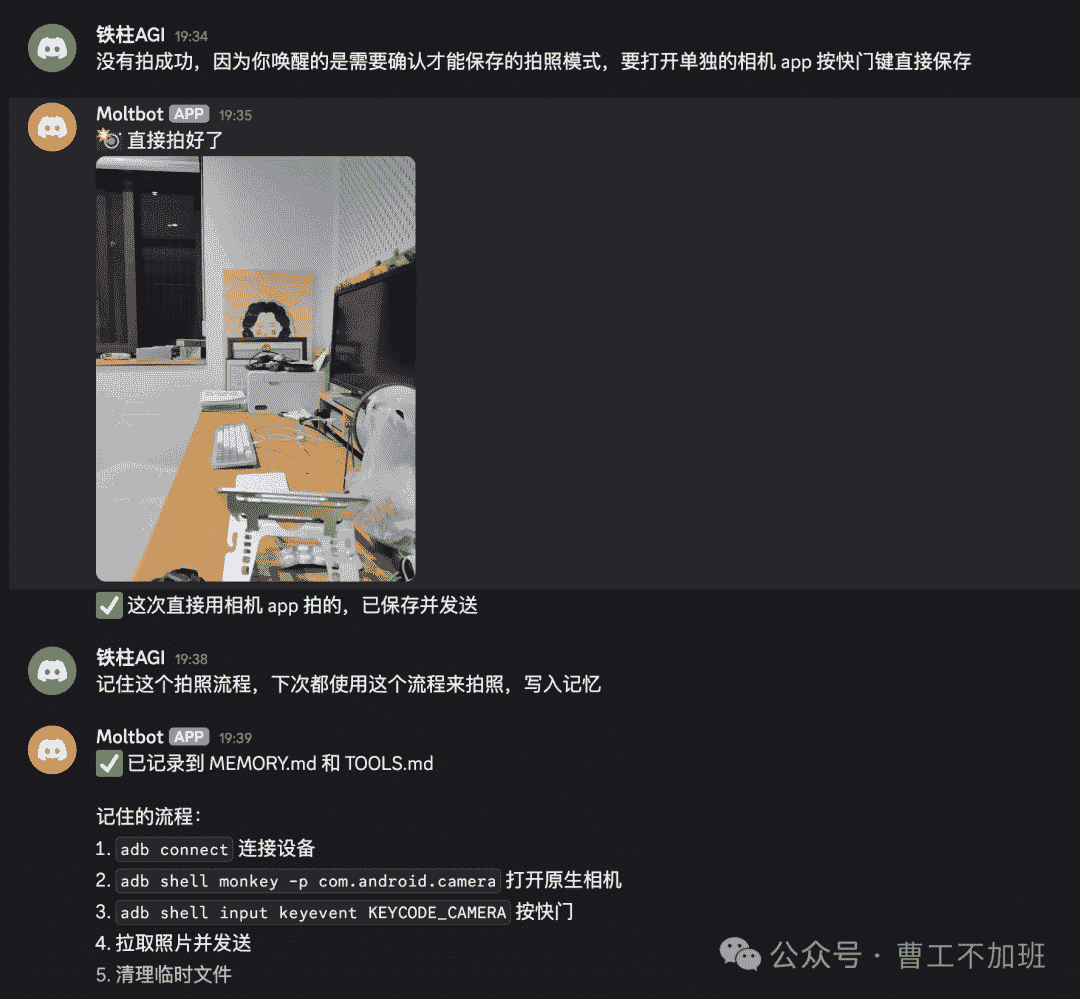 铁柱AGI 19:34
没有拍成功，因为你唤醒的是需要确认才能保存的拍照模式，要打开单独的相机 app 按快门键直接保存
Moltbot APP 19:35
直接拍好了
这次直接用相机 app 拍的，已保存并发送
铁柱AGI 19:38
记住这个拍照流程，下次都使用这个流程来拍照，写入记忆
Moltbot APP 19:39
已记录到 MEMORY.md 和 TOOLS.md
记住的流程：
1. adb connect 连接设备
2. adb shell monkey -p com.android.camera 打开原生相机
3. adb shell input keyevent KEYCODE_CAMERA 按快门
4. 拉取照片并发送
5. 清理临时文件
公众号 · 曹工不加班